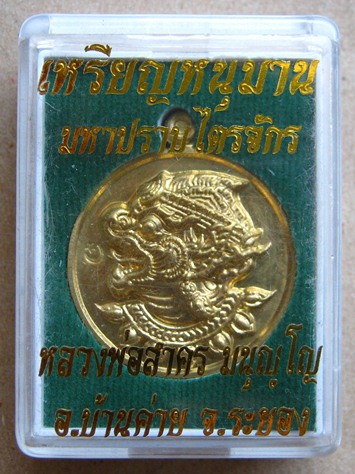 เหรียญหนุมาน
มหาปราบไตรจักร
หลวงพ่อสาคร มนุญฺโญ
อ.บ้านค่าย จ.ระยอง